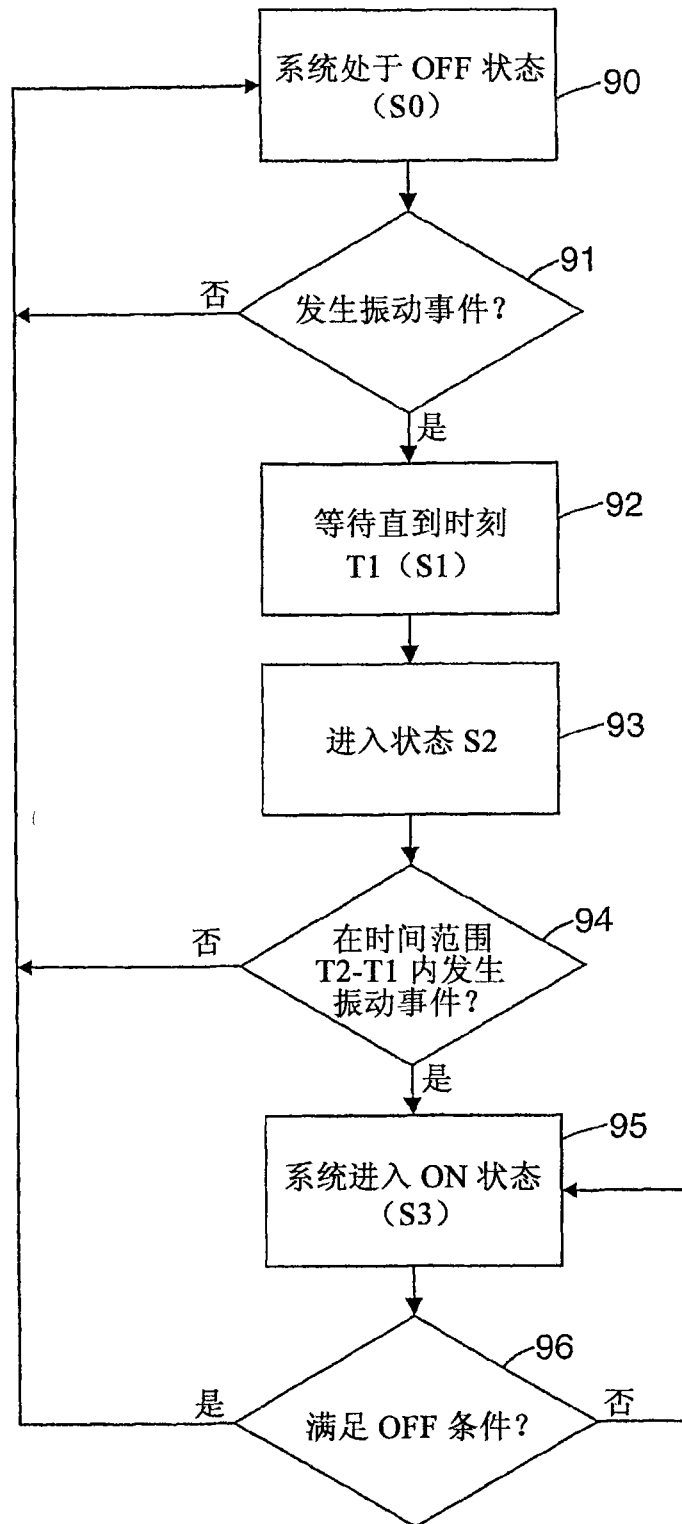 系统处于 OFF 状态
（S0）
90
91
否
发生振动事件？
是
92
等待直到时刻
T1（S1）
93
进入状态 S2
94
否
在时间范围
T2-T1 内发生
振动事件？
是
95
系统进入 ON 状态
（S3）
96
是
满足 OFF 条件？
否